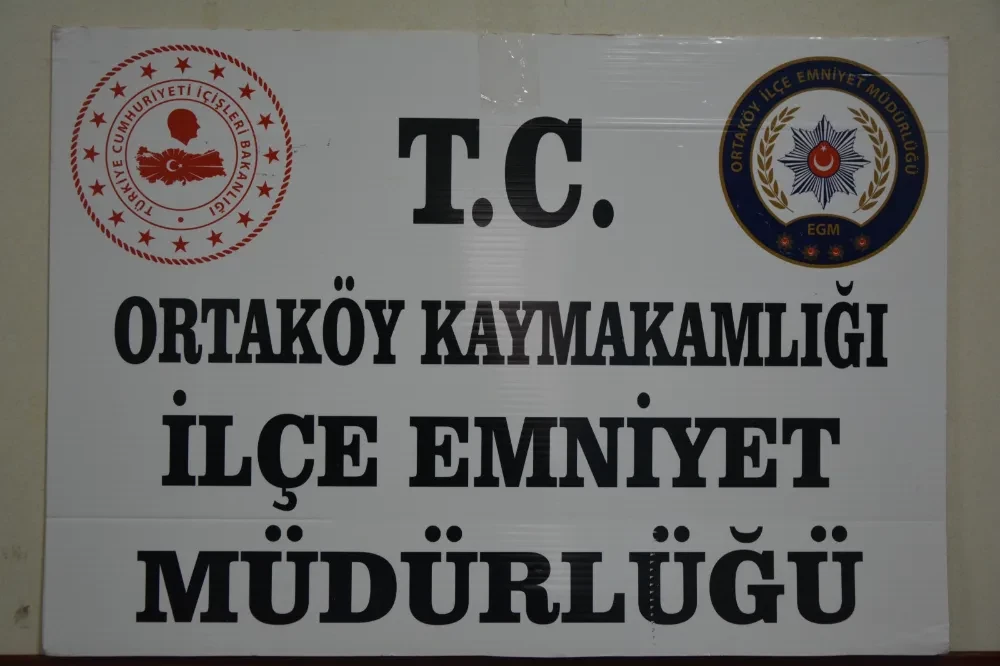 TÜRKİYE CUMHURİYETİ İÇİŞLERİ BAKANLIĞI
T.C.
ORTAKÖY İLÇE EMNİYET MÜDÜRLÜĞÜ
EGM
ORTAKÖY KAYMAKAMLIĞI
İLÇE EMNİYET
MÜDÜRLÜĞÜ